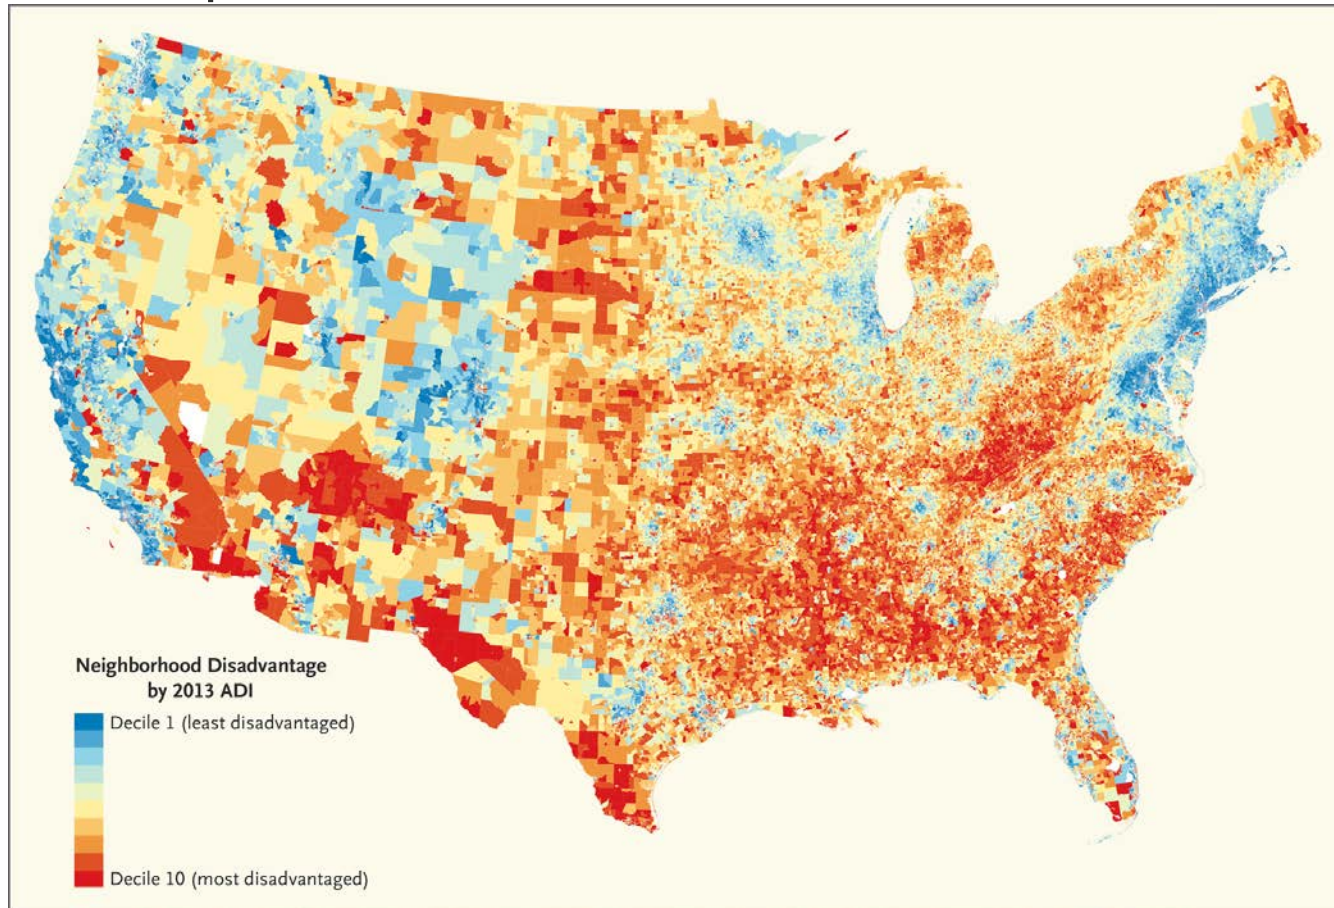 Neighborhood Disadvantage
by 2013 ADI
Decile 1 (least disadvantaged)
Decile 10 (most disadvantaged)